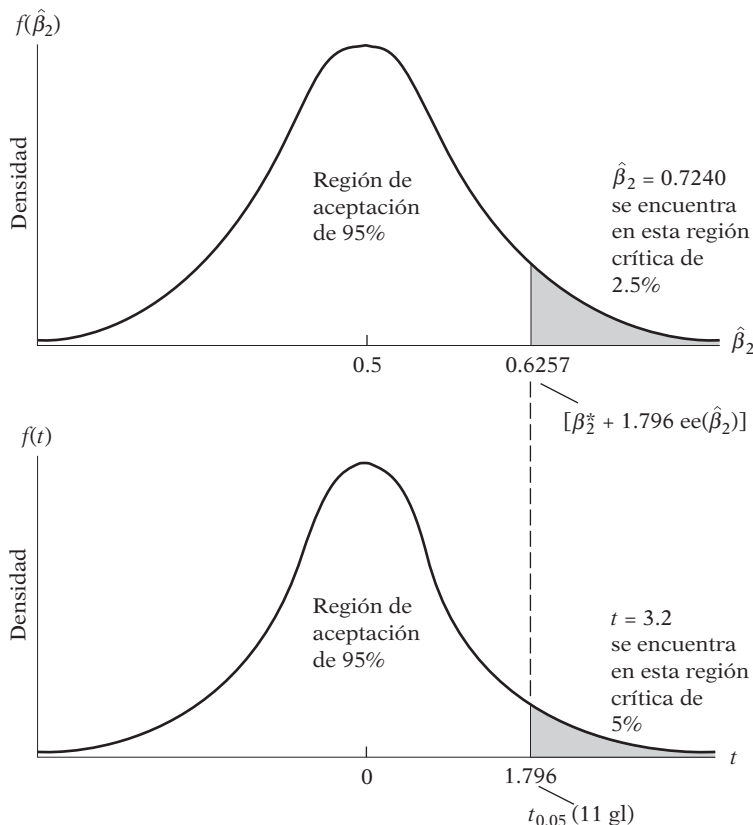 f(β̂₂)
Densidad
Región de
aceptación
de 95%
β̂₂ = 0.7240
se encuentra
en esta región
crítica de
2.5%
β̂₂
0.5
0.6257
[β₂* + 1.796 ee(β̂₂)]
f(t)
Densidad
Región de
aceptación
de 95%
t = 3.2
se encuentra
en esta región
crítica de
5%
t
0
1.796
t₀.₀₅ (11 gl)